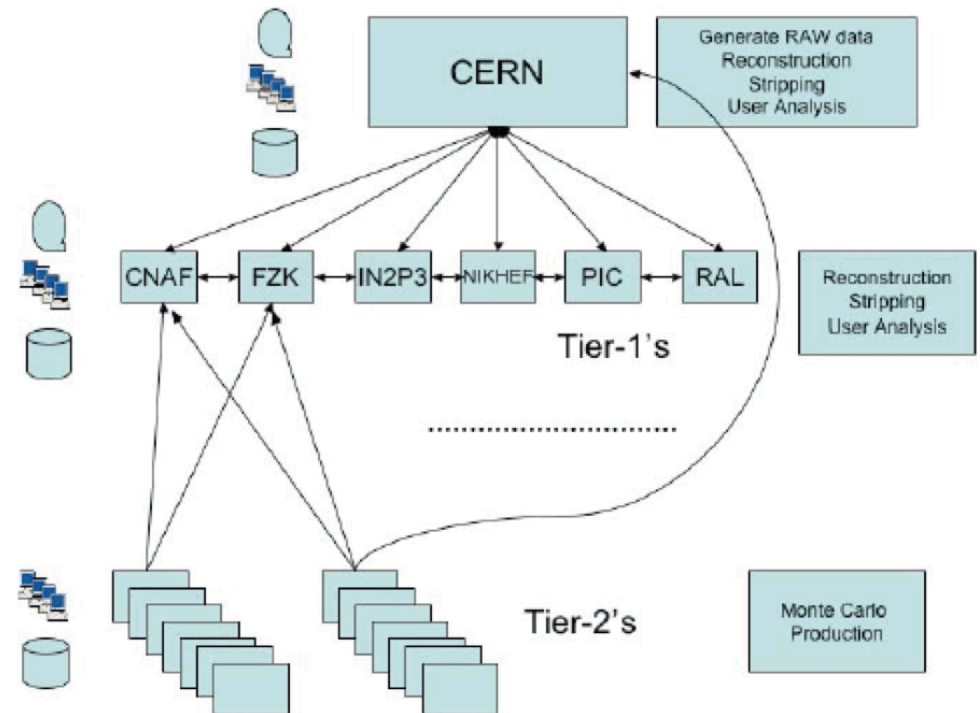 CERN
Generate RAW data
Reconstruction
Stripping
User Analysis
CNAF
FZK
IN2P3
NIKHEF
PIC
RAL
Reconstruction
Stripping
User Analysis
Tier-1's
Tier-2's
Monte Carlo
Production